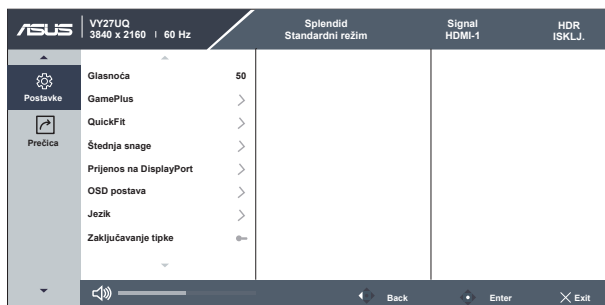 ASUS
VY27UQ
3840 x 2160 | 60 Hz
Splendid
Standardni režim
Signal
HDMI-1
HDR
ISKLJ.
Postavke
Prečica
Glasnoća 50
GamePlus
QuickFit
Štednja snage
Prijenos na DisplayPort
OSD postava
Jezik
Zaključavanje tipke
Back
Enter
Exit